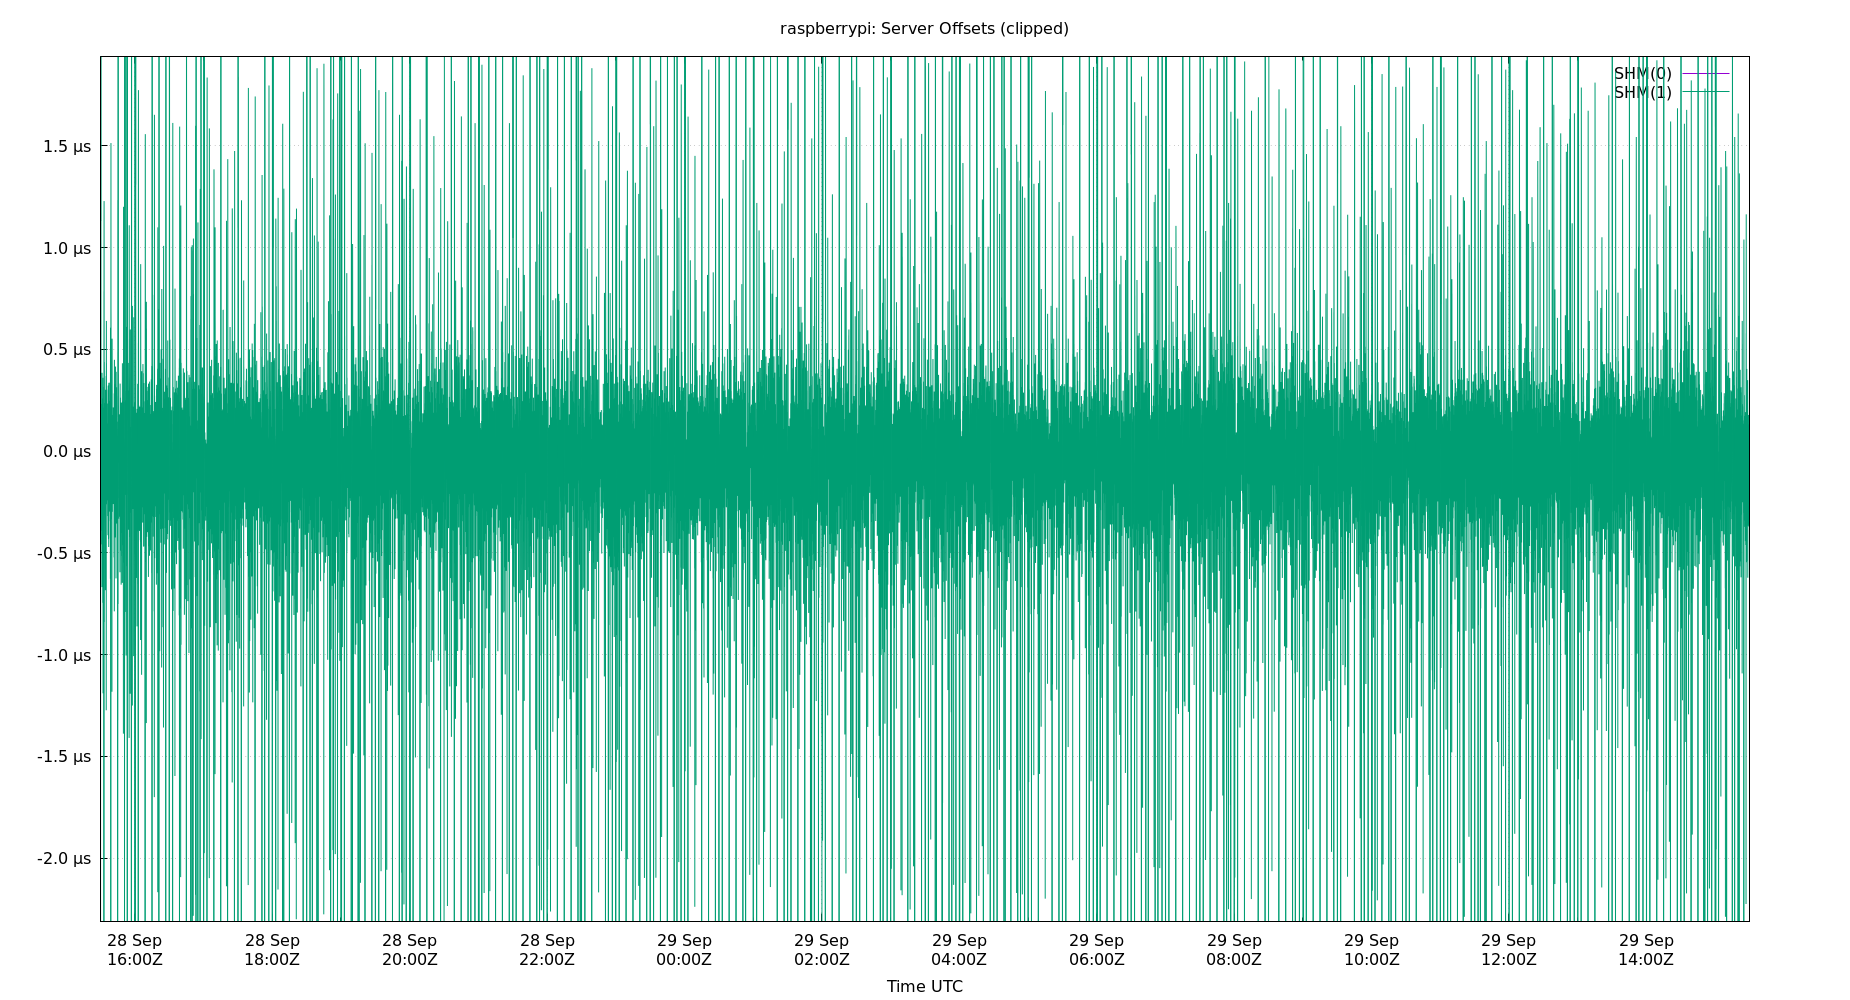 raspberrypi: Server Offsets (clipped)
SHM(0)
SHM(1)
1.5 μs
1.0 μs
0.5 μs
0.0 μs
-0.5 μs
-1.0 μs
-1.5 μs
-2.0 μs
28 Sep 28 Sep 28 Sep 28 Sep 29 Sep 29 Sep 29 Sep 29 Sep 29 Sep 29 Sep 29 Sep 29 Sep
16:00Z 18:00Z 20:00Z 22:00Z 00:00Z 02:00Z 04:00Z 06:00Z 08:00Z 10:00Z 12:00Z 14:00Z
Time UTC